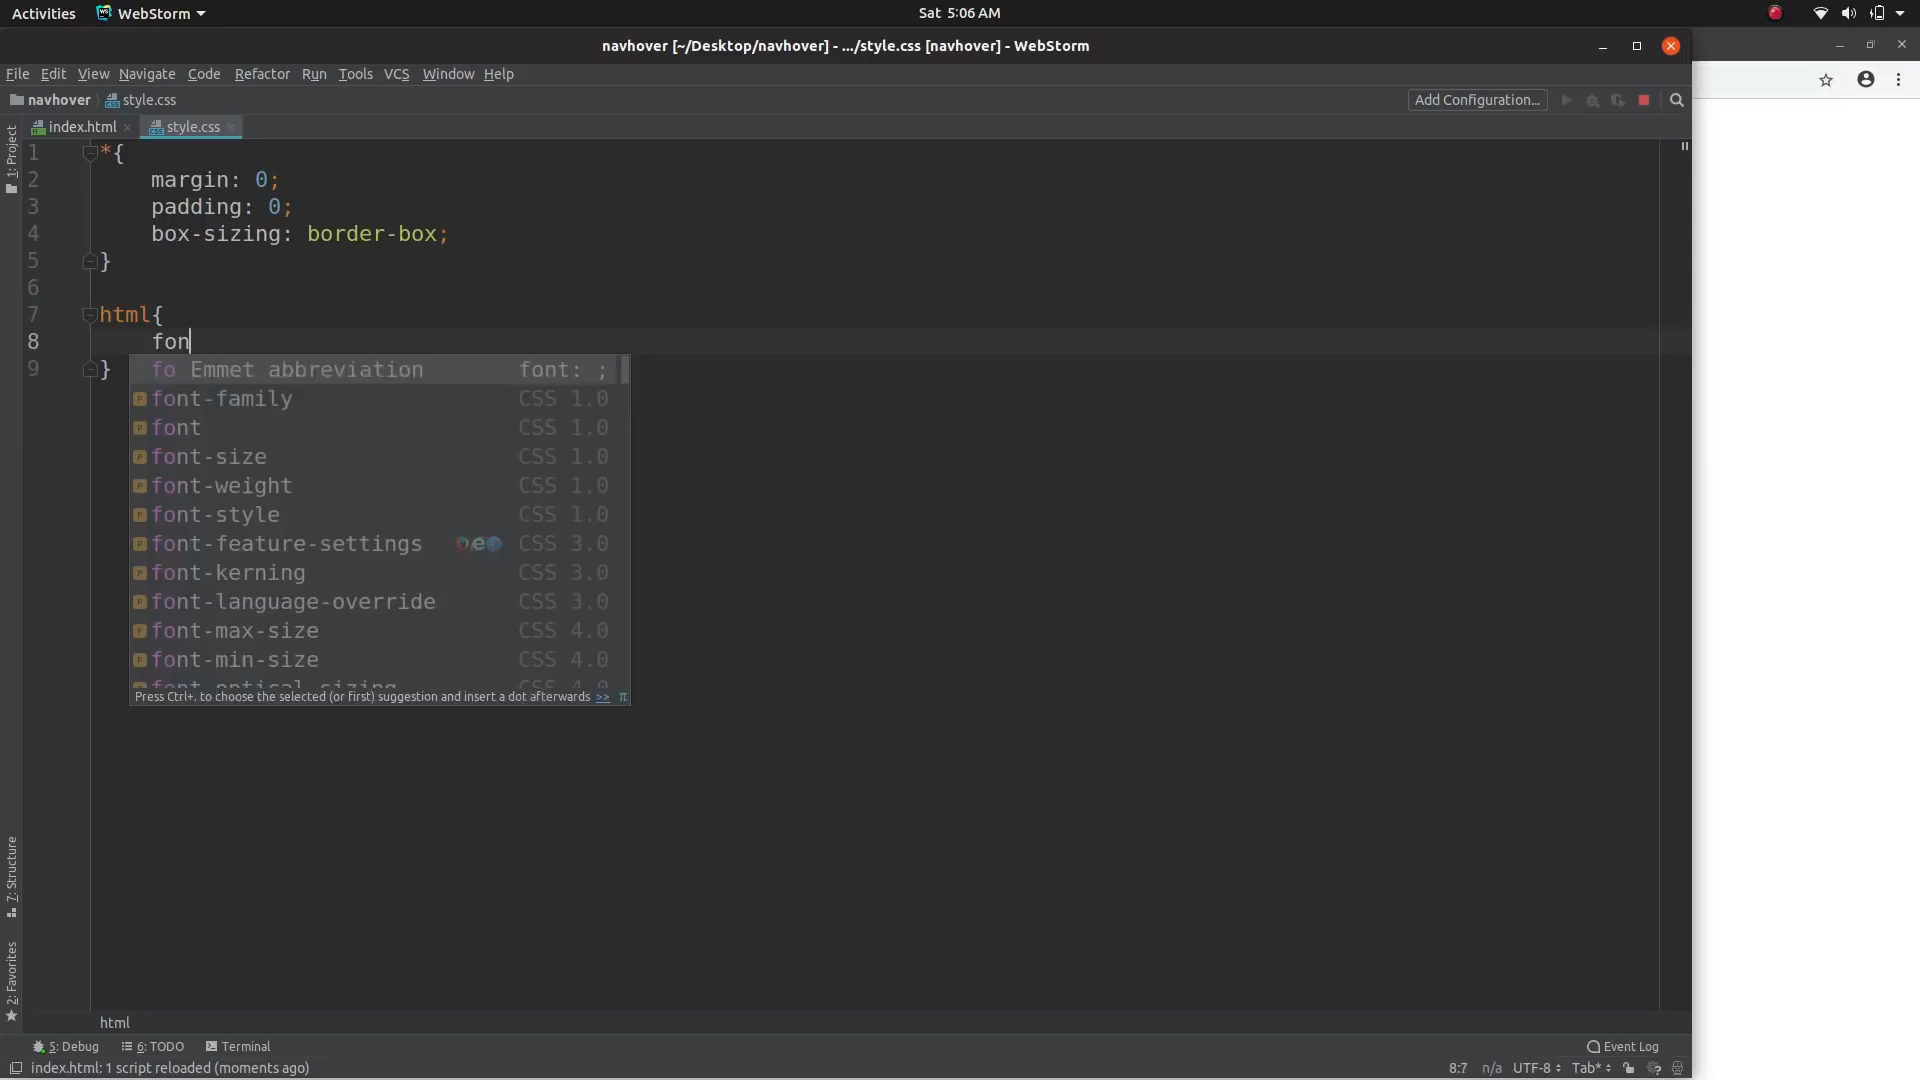 Activities WebStorm Sat 5:06 AM
navhover [~/Desktop/navhover] - .../style.css [navhover] - WebStorm
File Edit View Navigate Code Refactor Run Tools VCS Window Help
navhover style.css Add Configuration...
index.html style.css
1: Project
1 *{
2 margin: 0;
3 padding: 0;
4 box-sizing: border-box;
5 }
6
7 html{
8 fon
9 }
fo Emmet abbreviation font: ;
font-family CSS 1.0
font CSS 1.0
font-size CSS 1.0
font-weight CSS 1.0
font-style CSS 1.0
font-feature-settings CSS 3.0
font-kerning CSS 3.0
font-language-override CSS 3.0
font-max-size CSS 4.0
font-min-size CSS 4.0
font-optical-sizing CSS 4.0
Press Ctrl+. to choose the selected (or first) suggestion and insert a dot afterwards >> π
7: Structure
2: Favorites
html
5: Debug 6: TODO Terminal Event Log
index.html: 1 script reloaded (moments ago) 8:7 n/a UTF-8 Tab*